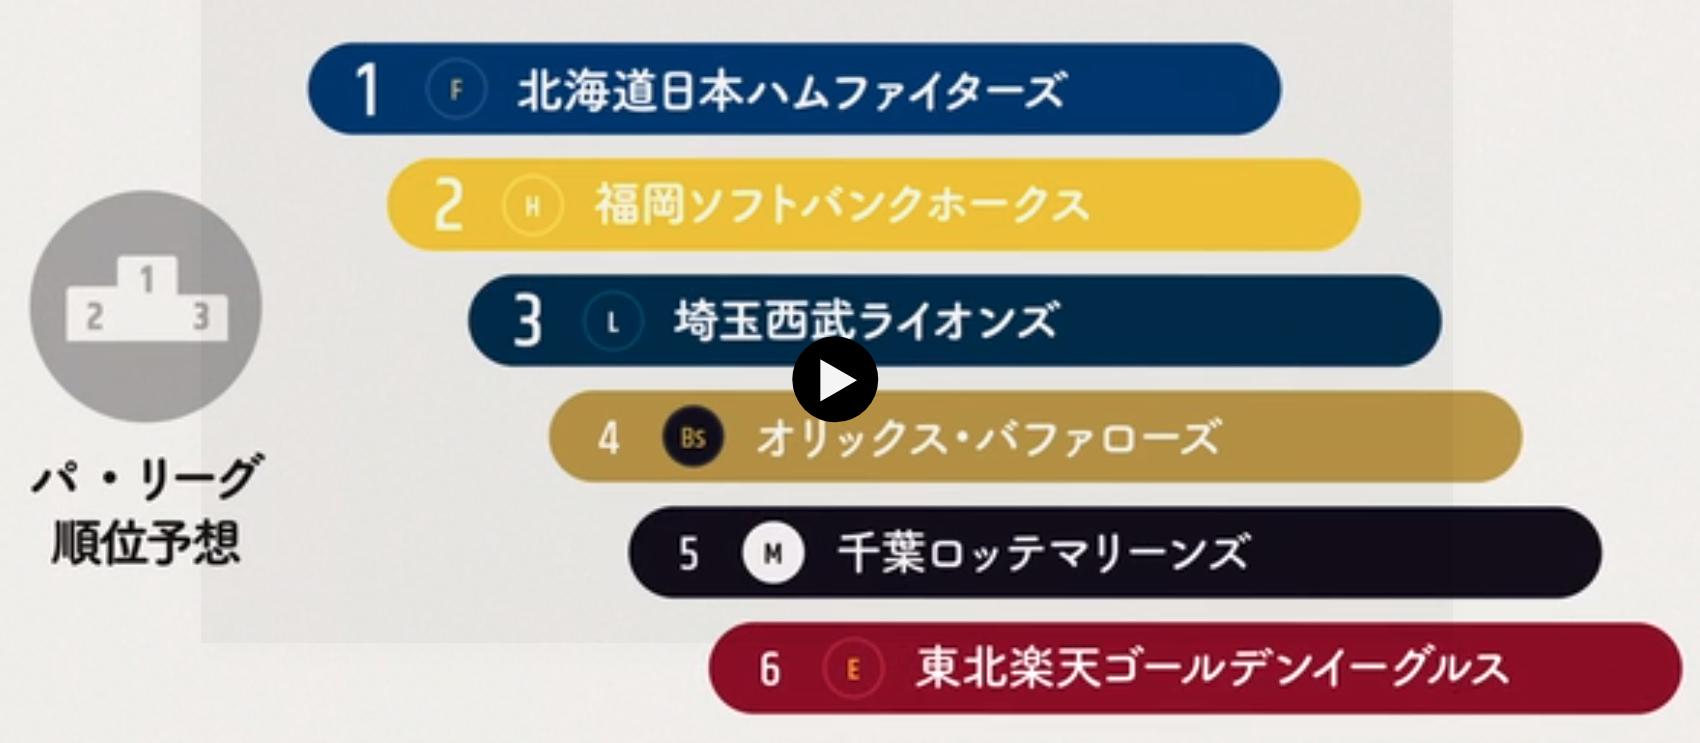 1 F 北海道日本ハムファイターズ
2 H 福岡ソフトバンクホークス
3 L 埼玉西武ライオンズ
4 Bs オリックス・バファローズ
5 M 千葉ロッテマリーンズ
6 E 東北楽天ゴールデンイーグルス
1
2 3
パ・リーグ
順位予想